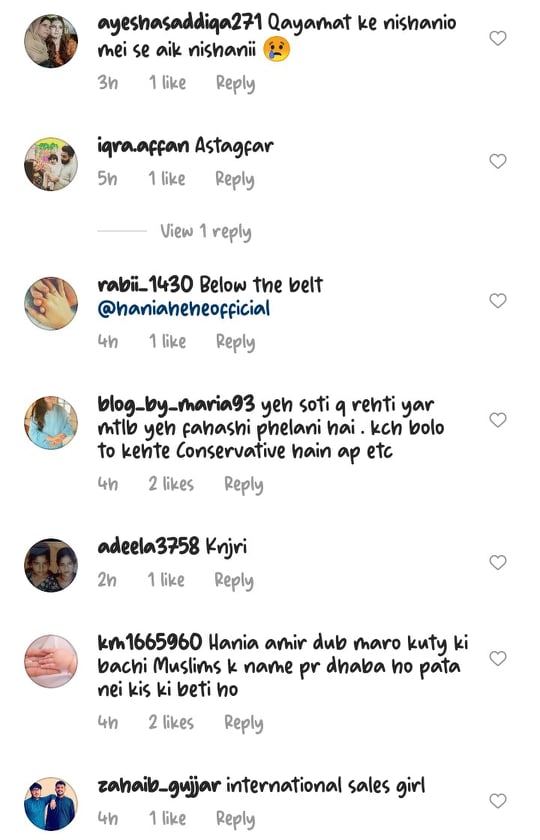 ayeshasaddiqa271 Qayamat ke nishanio
mei se aik nishanii 😢
3h 1 like Reply
iqra.affan Astagfar
5h 1 like Reply
View 1 reply
rabii_1430 Below the belt
@haniaheheofficial
4h 1 like Reply
blog_by_maria93 yeh soti q rehti yar
mtlb yeh fahashi phelani hai . kch bolo
to kehte Conservative hain ap etc
4h 2 likes Reply
adeela3758 Knjri
2h 1 like Reply
km1665960 Hania amir dub maro kuty ki
bachi Muslims k name pr dhaba ho pata
nei kis ki beti ho
4h 2 likes Reply
zahaib_gujjar international sales girl
4h 1 like Reply